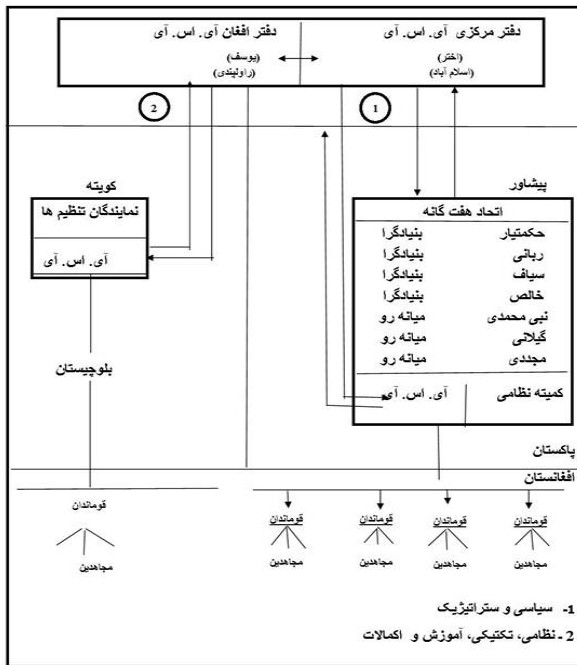 دفتر مرکزی آی. اس. آی
(اختر)
(اسلام آباد)
دفتر افغان آی. اس. آی
(یوسف)
(راولپندی)
1
2
پیشاور
اتحاد هفت گانه
حکمتیار بنیادگرا
ربانی بنیادگرا
سیاف بنیادگرا
خالص بنیادگرا
نبی محمدی میانه رو
گیلانی میانه رو
مجددی میانه رو
کمیته نظامی آی. اس. آی
کویته
نمایندگان تنظیم ها
آی. اس. آی
بلوچیستان
پاکستان
افغانستان
قوماندان قوماندان قوماندان قوماندان
مجاهدین مجاهدین مجاهدین مجاهدین
قوماندان
مجاهدین
1- سیاسی و ستراتیژیک
2 - نظامی، تکتیکی، آموزش و اکمالات